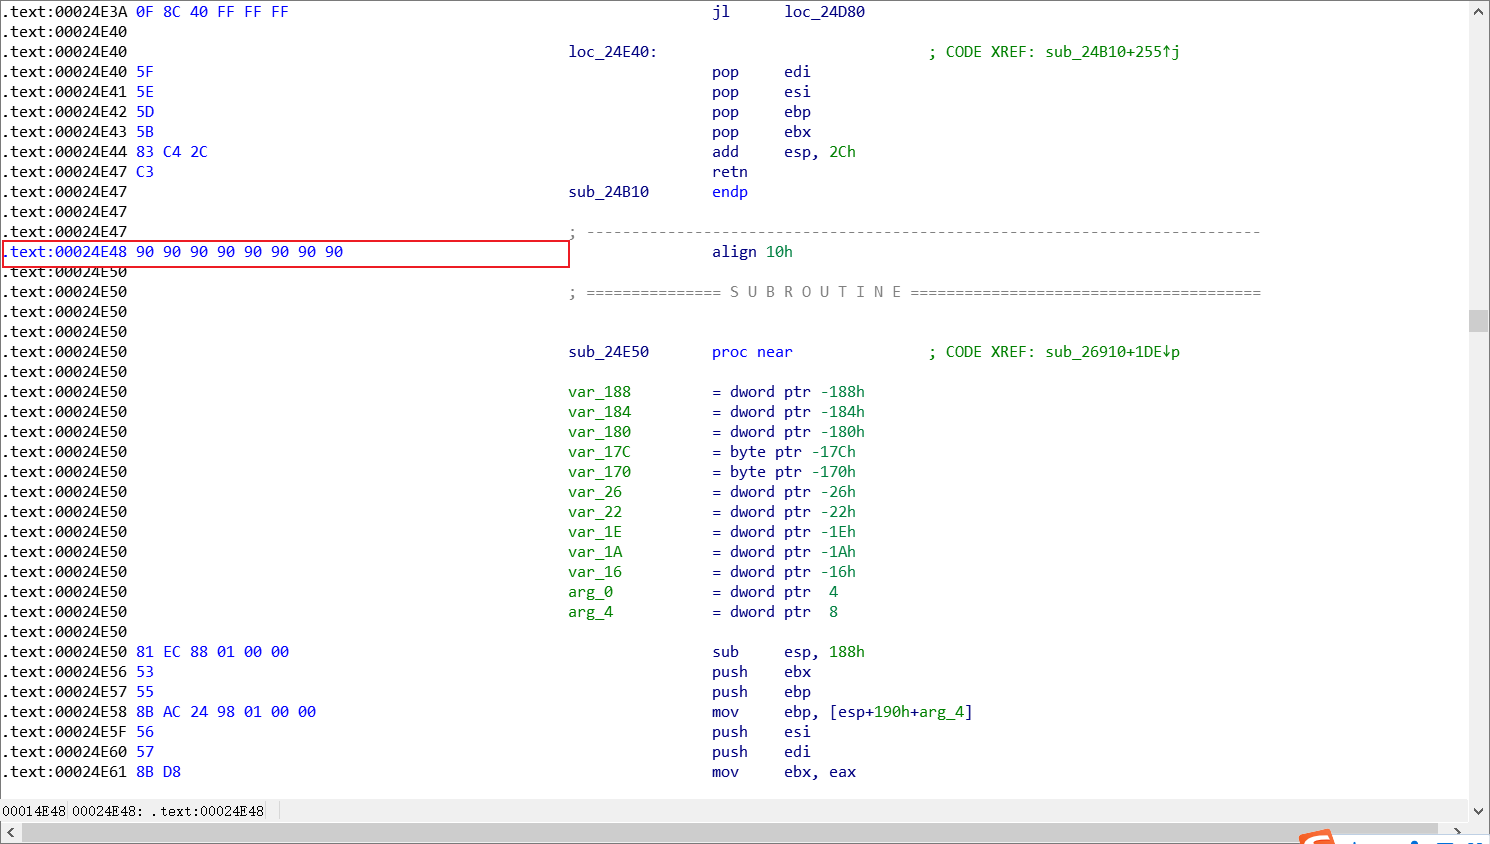 .text:00024E3A 0F 8C 40 FF FF FF jl loc_24D80
.text:00024E40
.text:00024E40 loc_24E40: ; CODE XREF: sub_24B10+255↑j
.text:00024E40 5F pop edi
.text:00024E41 5E pop esi
.text:00024E42 5D pop ebp
.text:00024E43 5B pop ebx
.text:00024E44 83 C4 2C add esp, 2Ch
.text:00024E47 C3 retn
.text:00024E47 sub_24B10 endp
.text:00024E47
.text:00024E47 ; ---------------------------------------------------------------------------
.text:00024E48 90 90 90 90 90 90 90 90 align 10h
.text:00024E50
.text:00024E50 ; =============== S U B R O U T I N E =======================================
.text:00024E50
.text:00024E50
.text:00024E50 sub_24E50 proc near ; CODE XREF: sub_26910+1DE↓p
.text:00024E50
.text:00024E50 var_188 = dword ptr -188h
.text:00024E50 var_184 = dword ptr -184h
.text:00024E50 var_180 = dword ptr -180h
.text:00024E50 var_17C = byte ptr -17Ch
.text:00024E50 var_170 = byte ptr -170h
.text:00024E50 var_26 = dword ptr -26h
.text:00024E50 var_22 = dword ptr -22h
.text:00024E50 var_1E = dword ptr -1Eh
.text:00024E50 var_1A = dword ptr -1Ah
.text:00024E50 var_16 = dword ptr -16h
.text:00024E50 arg_0 = dword ptr 4
.text:00024E50 arg_4 = dword ptr 8
.text:00024E50
.text:00024E50 81 EC 88 01 00 00 sub esp, 188h
.text:00024E56 53 push ebx
.text:00024E57 55 push ebp
.text:00024E58 8B AC 24 98 01 00 00 mov ebp, [esp+190h+arg_4]
.text:00024E5F 56 push esi
.text:00024E60 57 push edi
.text:00024E61 8B D8 mov ebx, eax
00014E48 00024E48: .text:00024E48